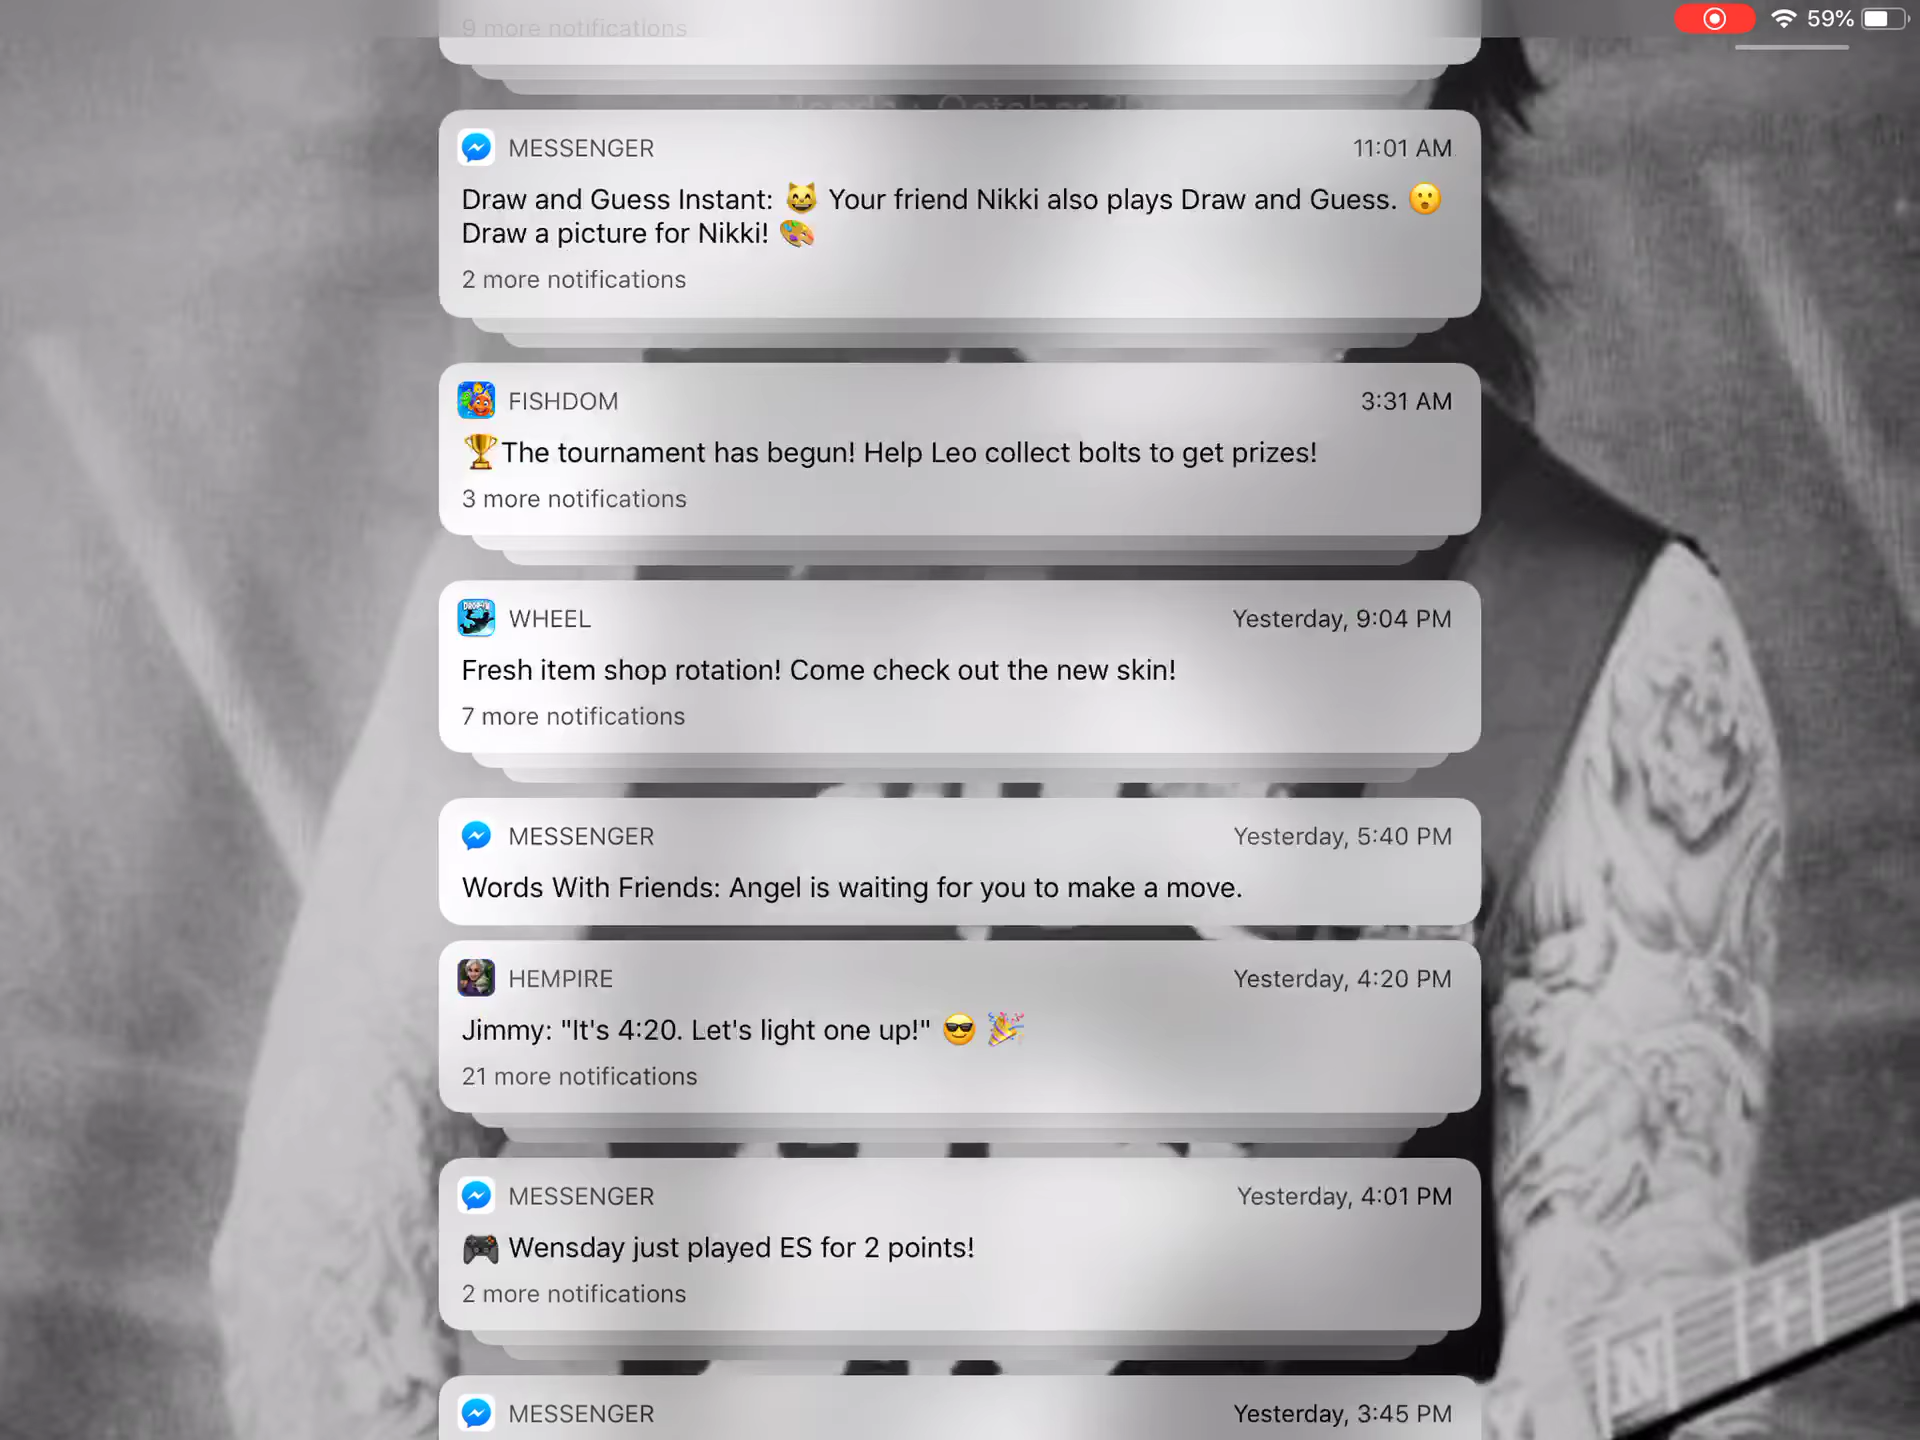 9 more notifications
59%
MESSENGER 11:01 AM
Draw and Guess Instant: 😸 Your friend Nikki also plays Draw and Guess. 😮
Draw a picture for Nikki! 🎨
2 more notifications
FISHDOM 3:31 AM
🏆The tournament has begun! Help Leo collect bolts to get prizes!
3 more notifications
WHEEL Yesterday, 9:04 PM
Fresh item shop rotation! Come check out the new skin!
7 more notifications
MESSENGER Yesterday, 5:40 PM
Words With Friends: Angel is waiting for you to make a move.
HEMPIRE Yesterday, 4:20 PM
Jimmy: "It's 4:20. Let's light one up!" 😎 🎉
21 more notifications
MESSENGER Yesterday, 4:01 PM
🎮 Wensday just played ES for 2 points!
2 more notifications
MESSENGER Yesterday, 3:45 PM